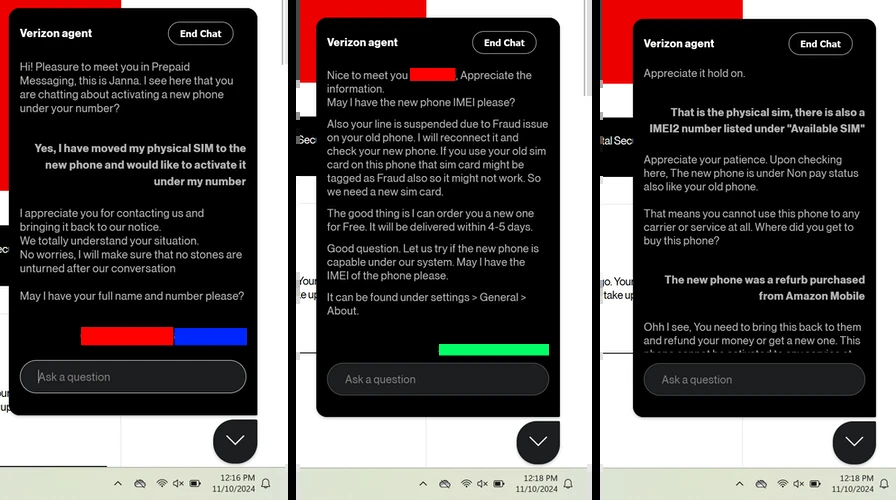 Verizon agent
End Chat
Hi! Pleasure to meet you in Prepaid
Messaging, this is Janna. I see here that you
are chatting about activating a new phone
under your number?
Yes, I have moved my physical SIM to the
new phone and would like to activate it
under my number
I appreciate you for contacting us and
bringing it back to our notice.
We totally understand your situation.
No worries, I will make sure that no stones are
unturned after our conversation
May I have your full name and number please?
Ask a question
12:16 PM
11/10/2024
Verizon agent
End Chat
Nice to meet you , Appreciate the
information.
May I have the new phone IMEI please?
Also your line is suspended due to Fraud issue
on your old phone. I will reconnect it and
check your new phone. If you use your old sim
card on this phone that sim card might be
tagged as Fraud also so it might not work. So
we need a new sim card.
The good thing is I can order you a new one
for Free. It will be delivered within 4-5 days.
Good question. Let us try if the new phone is
capable under our system. May I have the
IMEI of the phone please.
It can be found under settings > General >
About.
Ask a question
12:18 PM
11/10/2024
Verizon agent
End Chat
Appreciate it hold on.
That is the physical sim, there is also a
IMEI2 number listed under "Available SIM"
Appreciate your patience. Upon checking
here, The new phone is under Non pay status
also like your old phone.
That means you cannot use this phone to any
carrier or service at all. Where did you get to
buy this phone?
The new phone was a refurb purchased
from Amazon Mobile
Ohh I see, You need to bring this back to them
and refund your money or get a new one. This
Ask a question
12:18 PM
11/10/2024